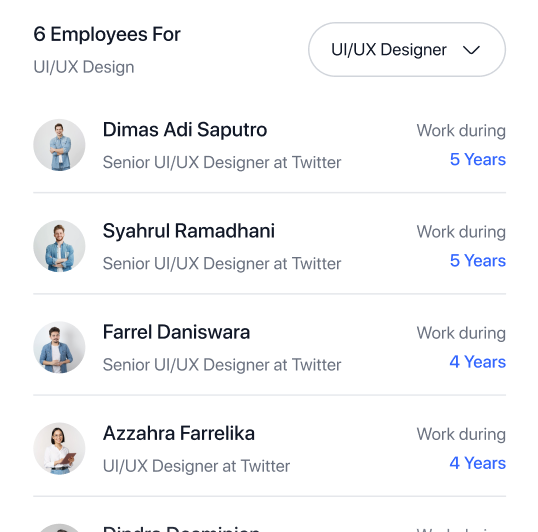 6 Employees For
UI/UX Design
UI/UX Designer
Dimas Adi Saputro
Senior UI/UX Designer at Twitter
Work during
5 Years
Syahrul Ramadhani
Senior UI/UX Designer at Twitter
Work during
5 Years
Farrel Daniswara
Senior UI/UX Designer at Twitter
Work during
4 Years
Azzahra Farrelika
UI/UX Designer at Twitter
Work during
4 Years